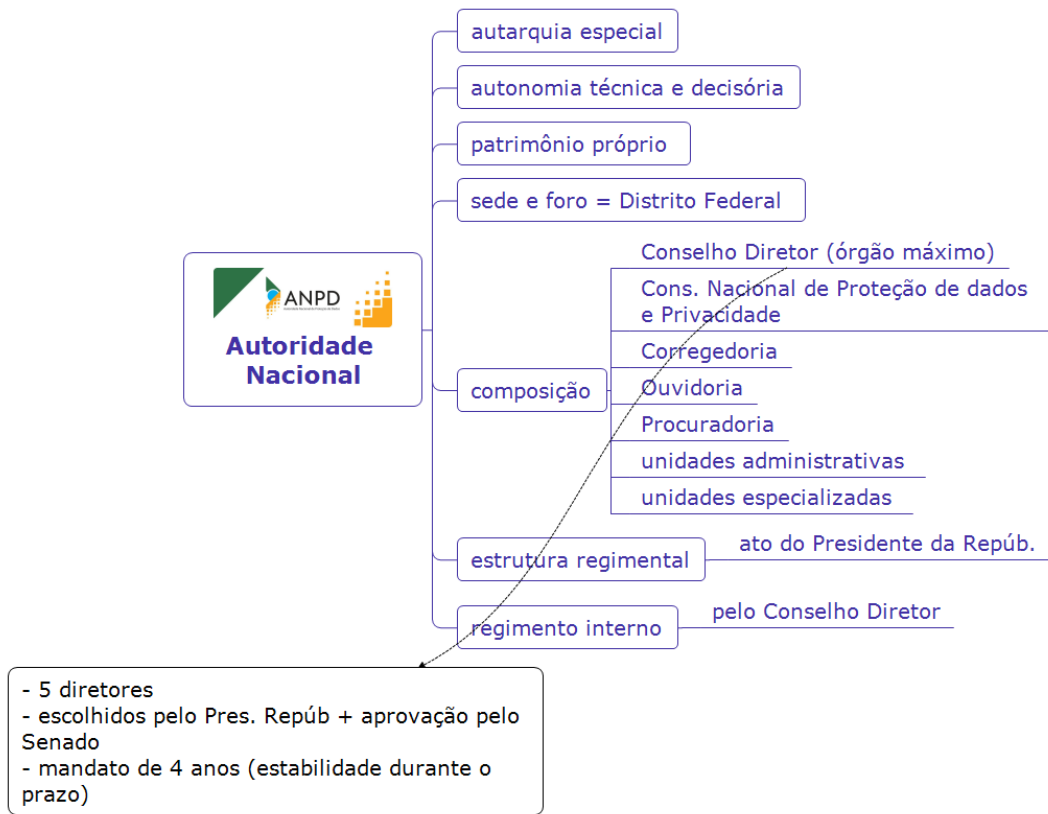 autarquia especial
autonomia técnica e decisória
patrimônio próprio
sede e foro = Distrito Federal
ANPD
Autoridade
Nacional
composição
Conselho Diretor (órgão máximo)
Cons. Nacional de Proteção de dados
e Privacidade
Corregedoria
Ouvidoria
Procuradoria
unidades administrativas
unidades especializadas
estrutura regimental
ato do Presidente da Repúb.
regimento interno
pelo Conselho Diretor
- 5 diretores
- escolhidos pelo Pres. Repúb + aprovação pelo
Senado
- mandato de 4 anos (estabilidade durante o
prazo)